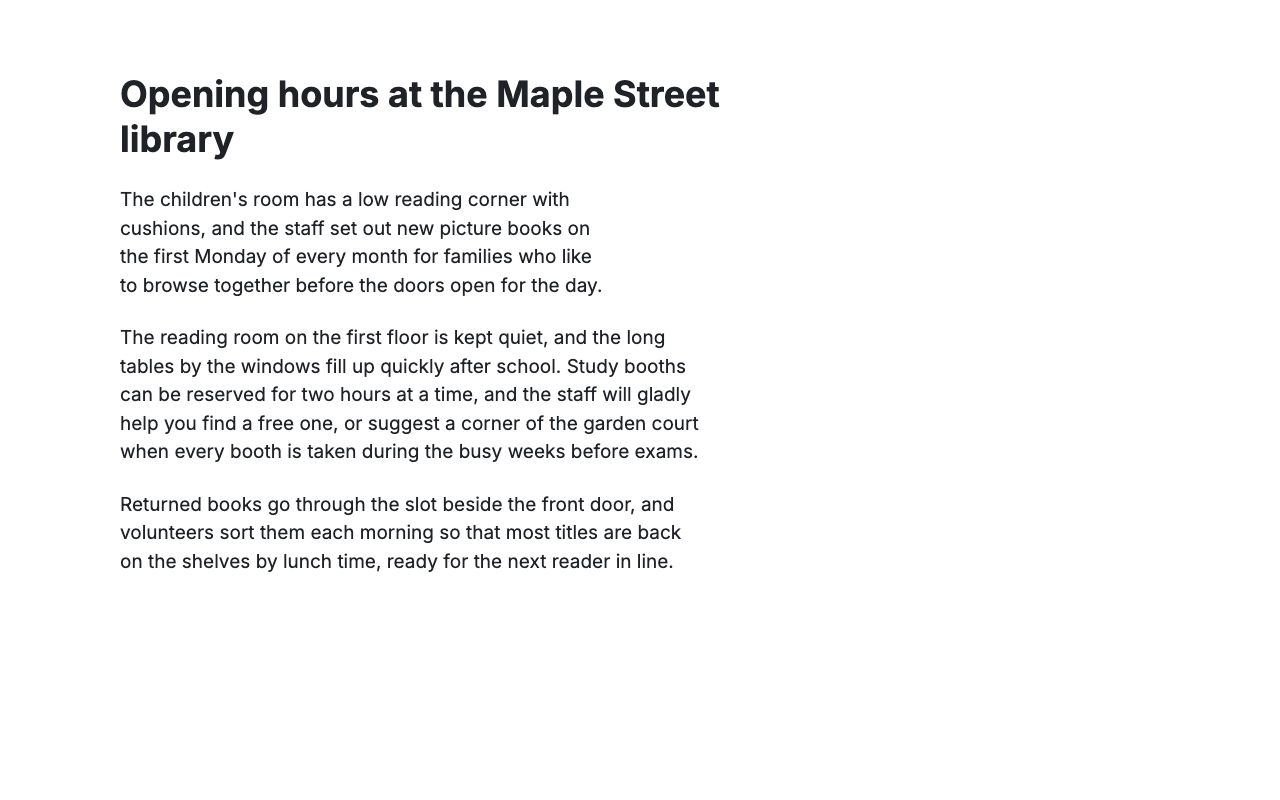 Opening hours at the Maple Street
library
The children's room has a low reading corner with
cushions, and the staff set out new picture books on
the first Monday of every month for families who like
to browse together before the doors open for the day.
The reading room on the first floor is kept quiet, and the long
tables by the windows fill up quickly after school. Study booths
can be reserved for two hours at a time, and the staff will gladly
help you find a free one, or suggest a corner of the garden court
when every booth is taken during the busy weeks before exams.
Returned books go through the slot beside the front door, and
volunteers sort them each morning so that most titles are back
on the shelves by lunch time, ready for the next reader in line.